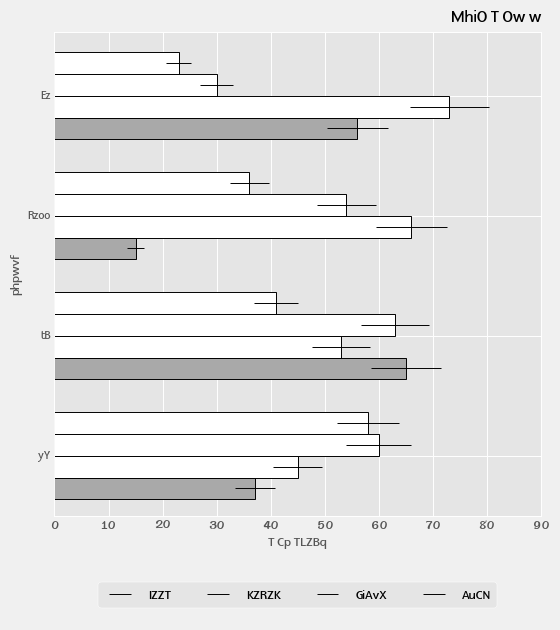 MhiO T Ow w
Ez
Rzoo
tB
yY
phpwvf
0 10 20 30 40 50 60 70 80 90
T Cp TLZBq
IZZT KZRZK GiAvX AuCN